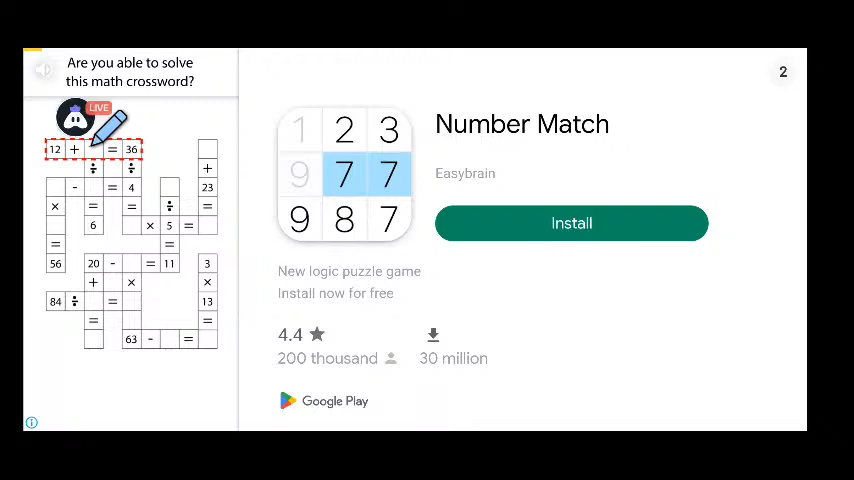 Are you able to solve
this math crossword?
LIVE
12 + = 36
÷ ÷ +
- = 4 23
× = = ÷ =
6 × 5 =
= =
56 20 - = 11 3
+ × ×
84 ÷ = 13
= =
63 - =
1 2 3
9 7 7
9 8 7
Number Match
Easybrain
Install
New logic puzzle game
Install now for free
4.4
200 thousand
30 million
Google Play
2